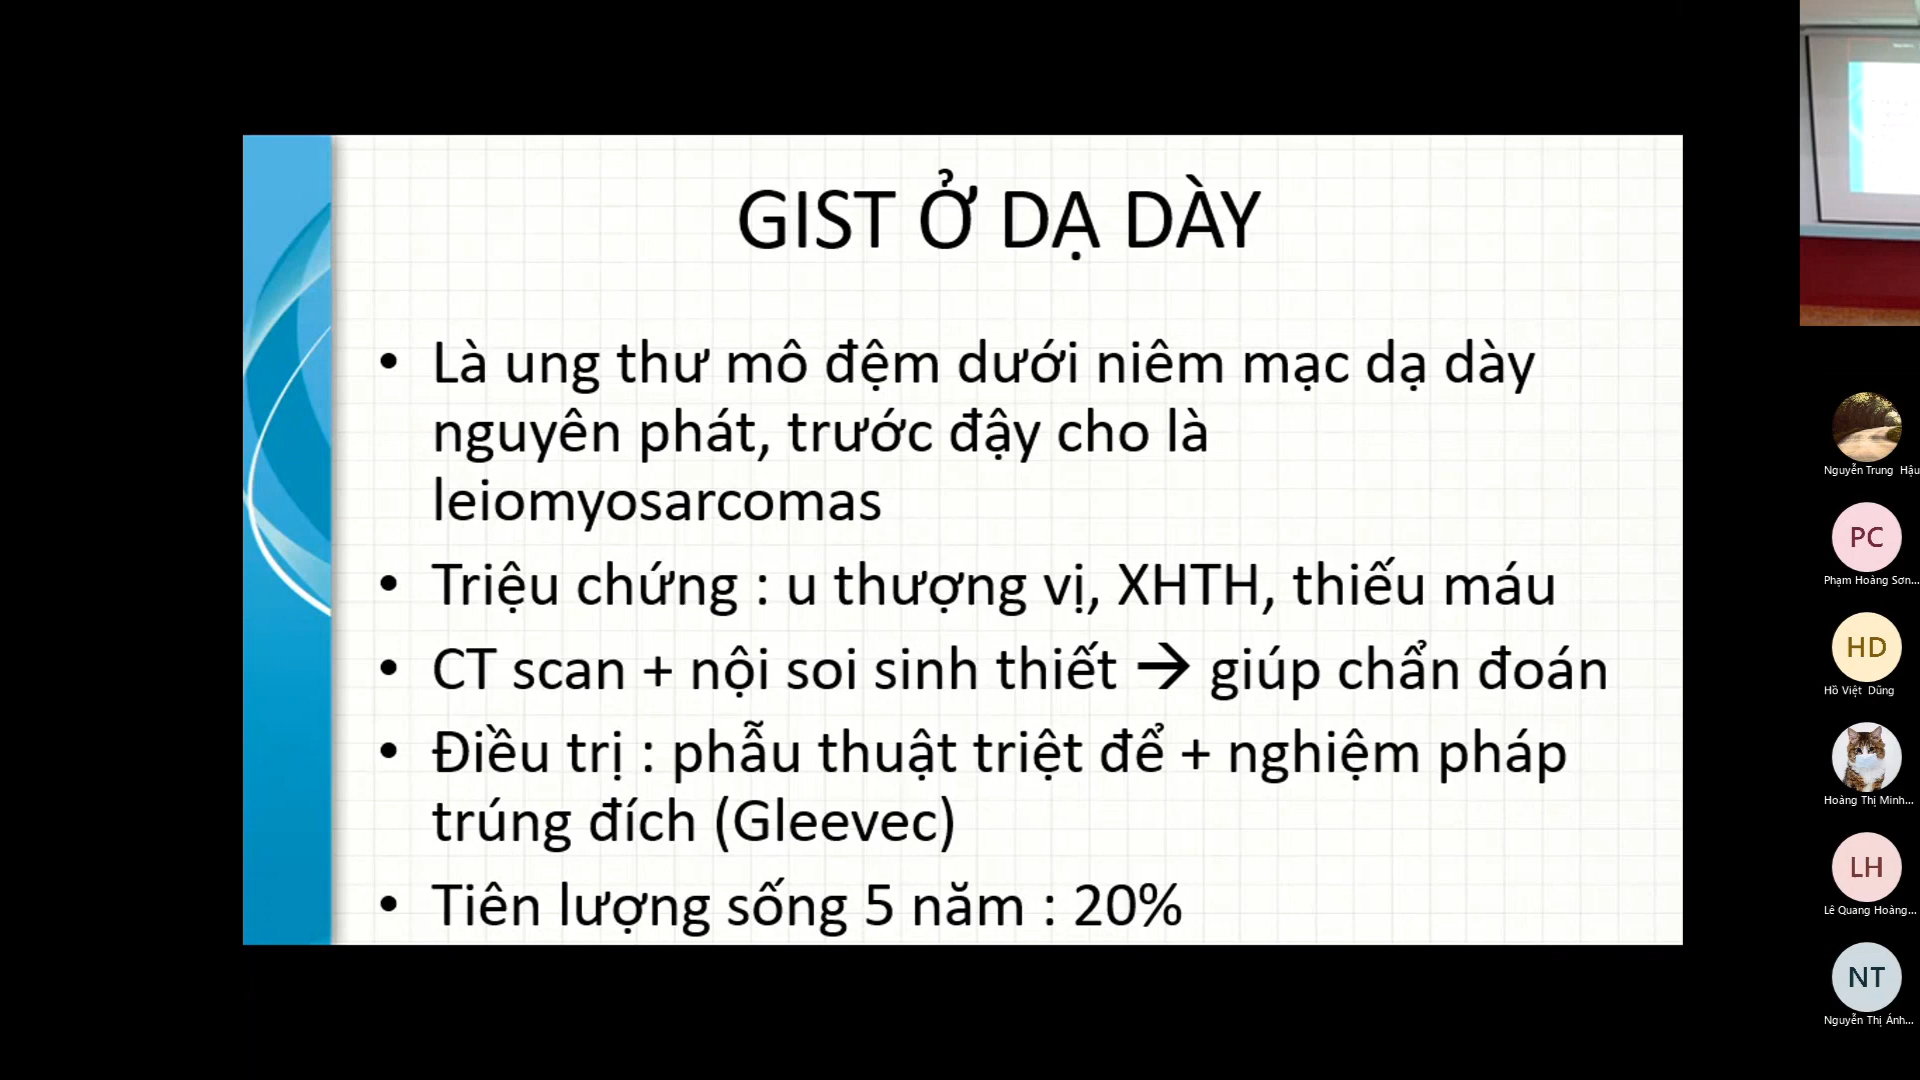 GIST Ở DẠ DÀY
• Là ung thư mô đệm dưới niêm mạc dạ dày
nguyên phát, trước đậy cho là
leiomyosarcomas
• Triệu chứng : u thượng vị, XHTH, thiếu máu
• CT scan + nội soi sinh thiết → giúp chẩn đoán
• Điều trị : phẫu thuật triệt để + nghiệm pháp
trúng đích (Gleevec)
• Tiên lượng sống 5 năm : 20%
Nguyễn Trung Hậu
PC
Phạm Hoàng Sơn...
HD
Hồ Việt Dũng
Hoàng Thị Minh...
LH
Lê Quang Hoàng...
NT
Nguyễn Thị Ánh...